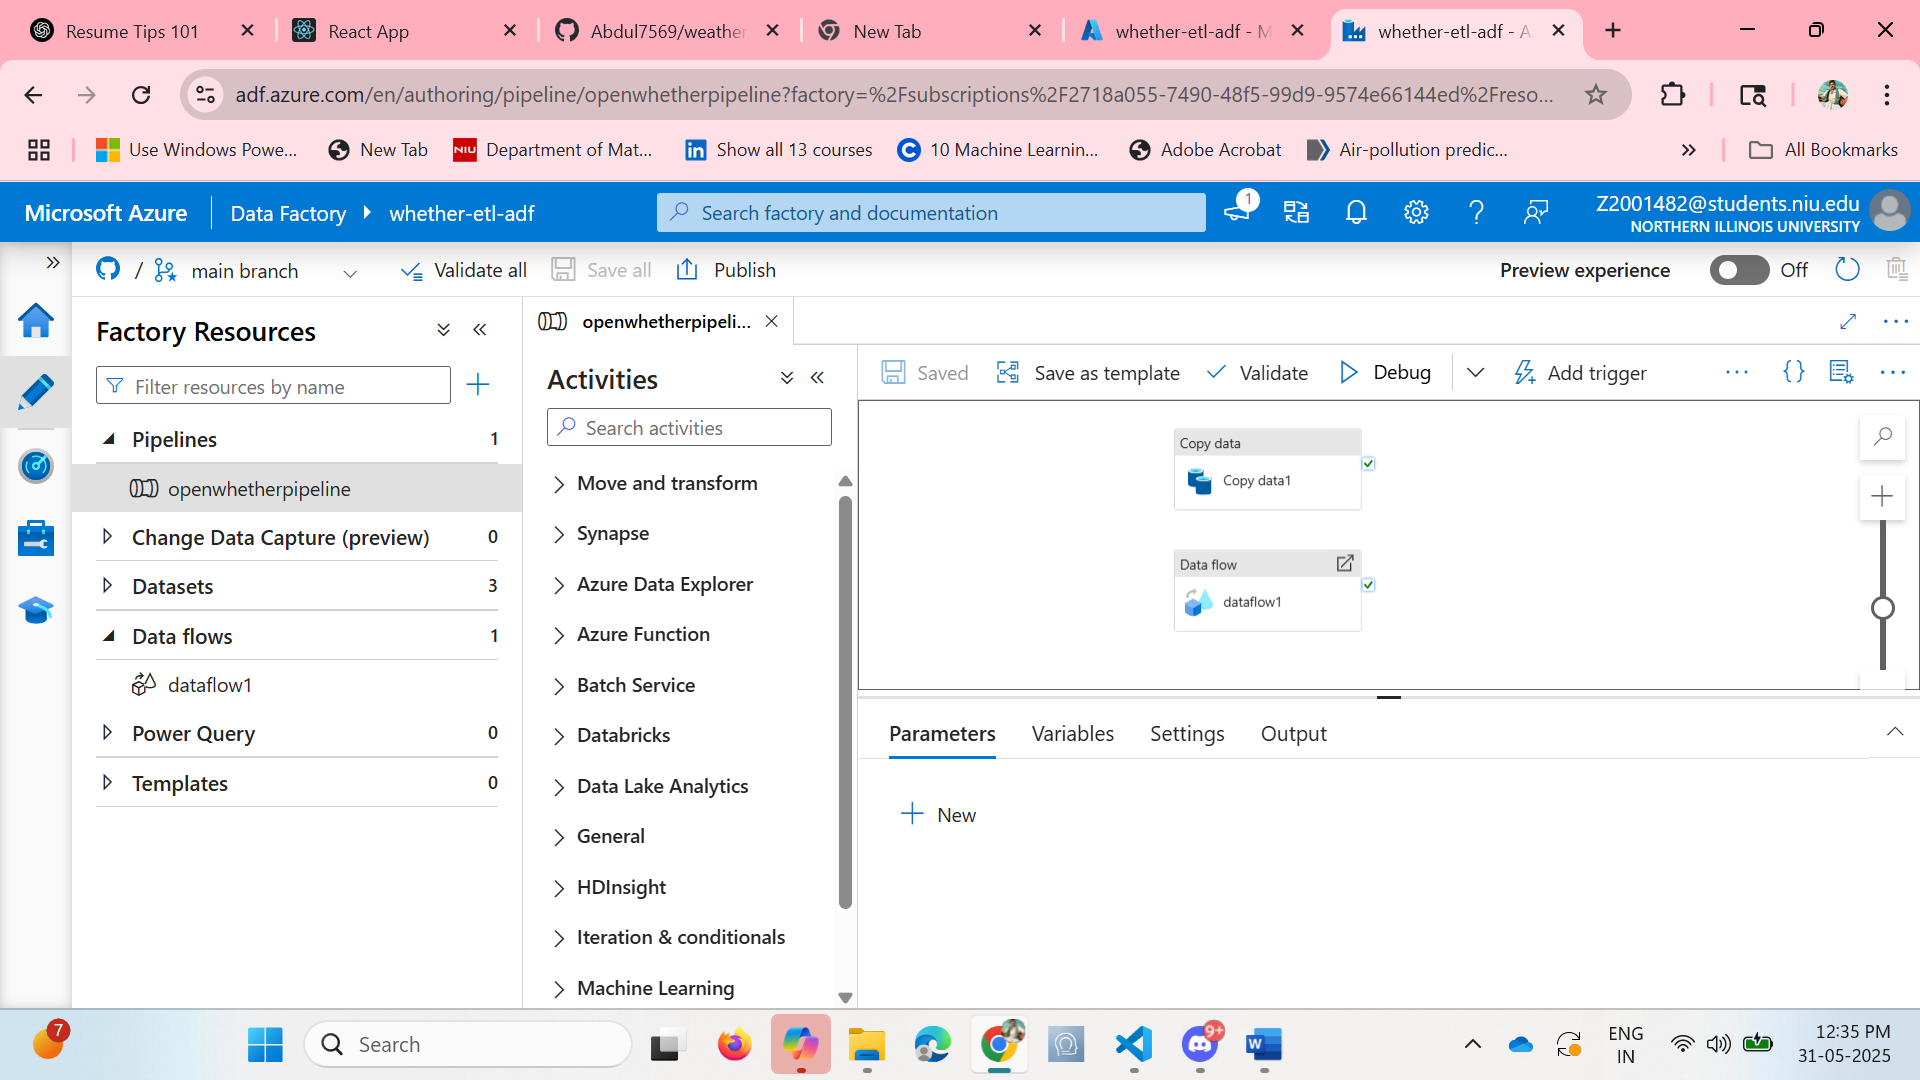 Resume Tips 101
React App
Abdul7569/weather
New Tab
whether-etl-adf - M
whether-etl-adf - A
adf.azure.com/en/authoring/pipeline/openwhetherpipeline?factory=%2Fsubscriptions%2F2718a055-7490-48f5-99d9-9574e66144ed%2Freso...
Use Windows Powe...
New Tab
NIU
Department of Mat...
Show all 13 courses
10 Machine Learnin...
Adobe Acrobat
Air-pollution predic...
All Bookmarks
Microsoft Azure
Data Factory
whether-etl-adf
Search factory and documentation
1
Z2001482@students.niu.edu
NORTHERN ILLINOIS UNIVERSITY
/
main branch
Validate all
Save all
Publish
Preview experience
Off
Factory Resources
Filter resources by name
Pipelines 1
openwhetherpipeline
Change Data Capture (preview) 0
Datasets 3
Data flows 1
dataflow1
Power Query 0
Templates 0
openwhetherpipeli...
Activities
Search activities
Move and transform
Synapse
Azure Data Explorer
Azure Function
Batch Service
Databricks
Data Lake Analytics
General
HDInsight
Iteration & conditionals
Machine Learning
Saved
Save as template
Validate
Debug
Add trigger
Copy data
Copy data1
Data flow
dataflow1
Parameters
Variables
Settings
Output
New
7
Search
9+
ENG
IN
12:35 PM
31-05-2025